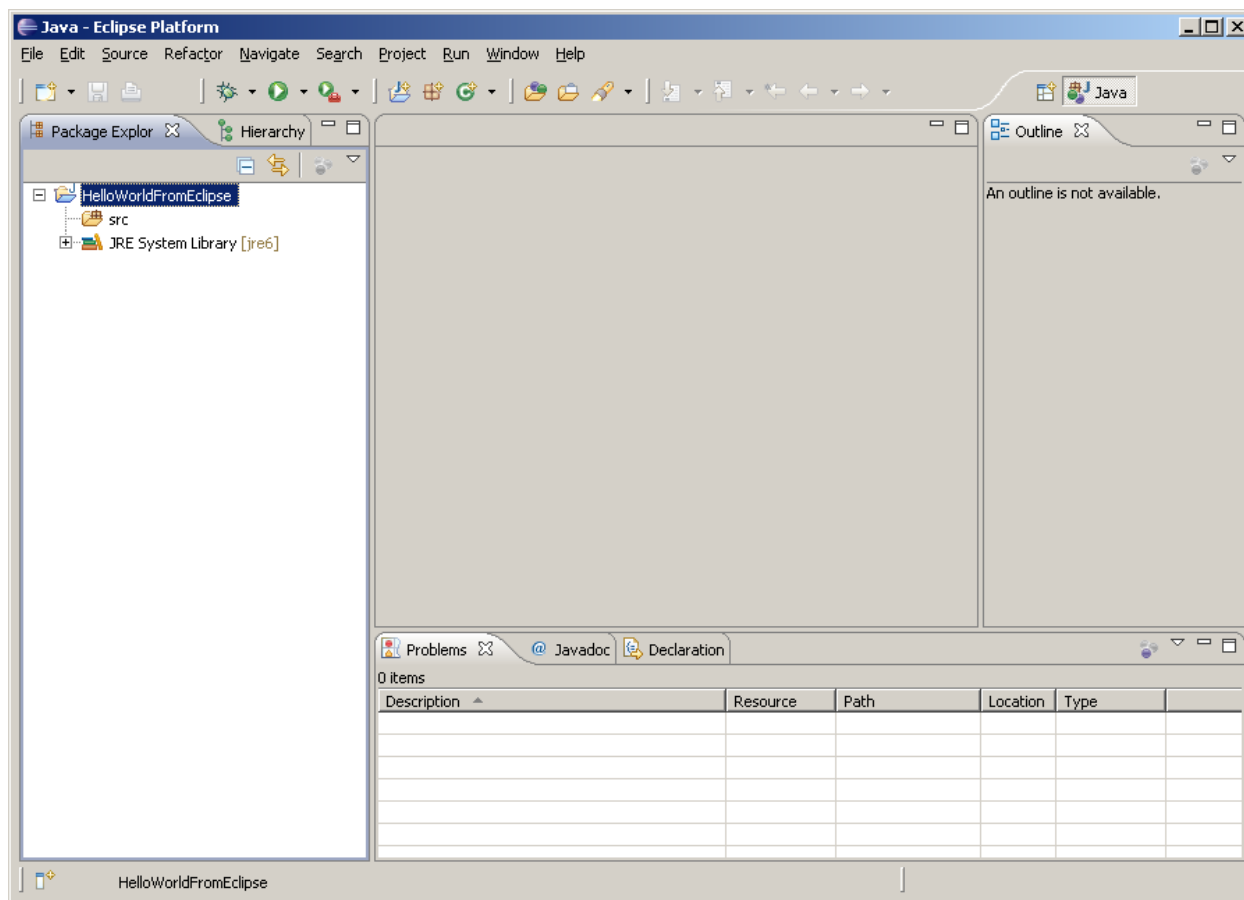 Java - Eclipse Platform
File Edit Source Refactor Navigate Search Project Run Window Help
Java
Package Explor Hierarchy
Outline
An outline is not available.
HelloWorldFromEclipse
src
JRE System Library [jre6]
Problems @ Javadoc Declaration
0 items
Description Resource Path Location Type
HelloWorldFromEclipse